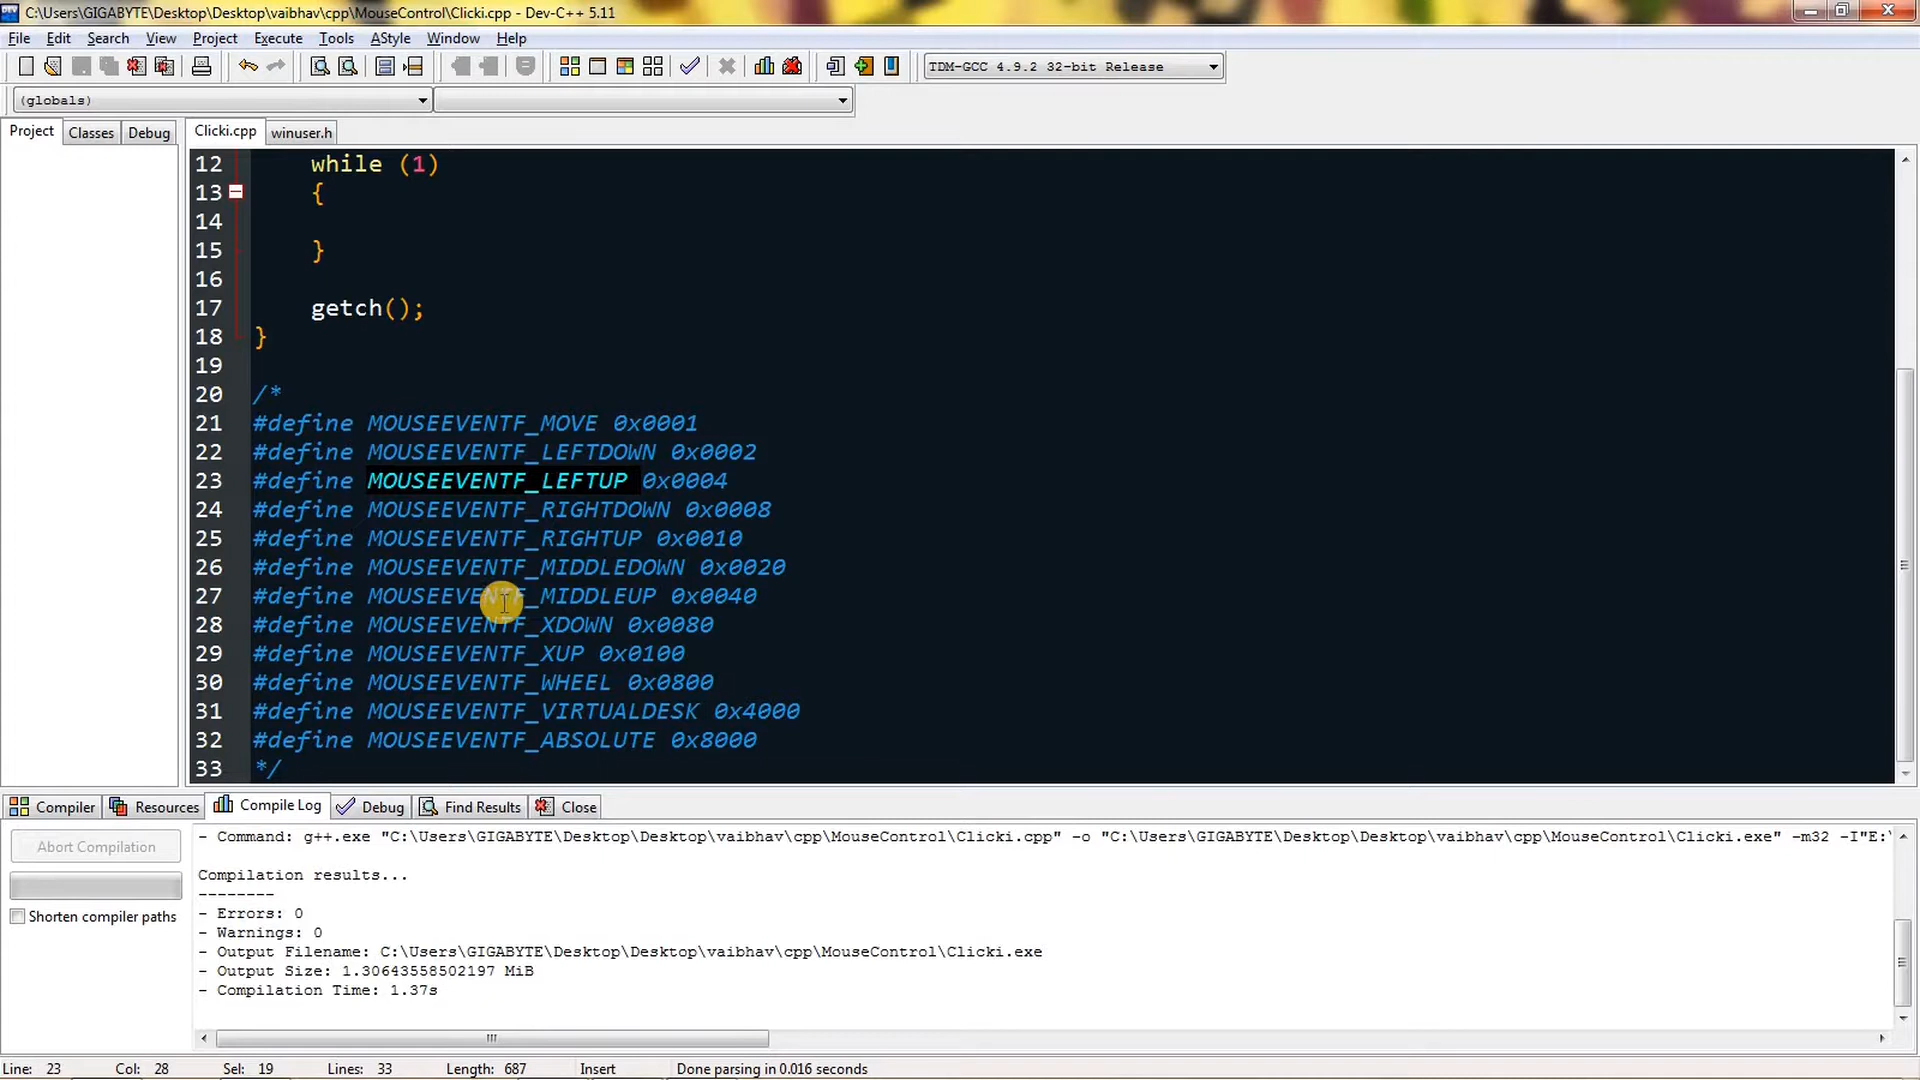 C:\Users\GIGABYTE\Desktop\Desktop\vaibhav\cpp\MouseControl\Clicki.cpp - Dev-C++ 5.11
File Edit Search View Project Execute Tools AStyle Window Help
TDM-GCC 4.9.2 32-bit Release
(globals)
Project Classes Debug Clicki.cpp winuser.h
12 while (1)
13 {
14
15 }
16
17 getch();
18 }
19
20 /*
21 #define MOUSEEVENTF_MOVE 0x0001
22 #define MOUSEEVENTF_LEFTDOWN 0x0002
23 #define MOUSEEVENTF_LEFTUP 0x0004
24 #define MOUSEEVENTF_RIGHTDOWN 0x0008
25 #define MOUSEEVENTF_RIGHTUP 0x0010
26 #define MOUSEEVENTF_MIDDLEDOWN 0x0020
27 #define MOUSEEVENTF_MIDDLEUP 0x0040
28 #define MOUSEEVENTF_XDOWN 0x0080
29 #define MOUSEEVENTF_XUP 0x0100
30 #define MOUSEEVENTF_WHEEL 0x0800
31 #define MOUSEEVENTF_VIRTUALDESK 0x4000
32 #define MOUSEEVENTF_ABSOLUTE 0x8000
33 */
Compiler Resources Compile Log Debug Find Results Close
Abort Compilation
Shorten compiler paths
- Command: g++.exe "C:\Users\GIGABYTE\Desktop\Desktop\vaibhav\cpp\MouseControl\Clicki.cpp" -o "C:\Users\GIGABYTE\Desktop\Desktop\vaibhav\cpp\MouseControl\Clicki.exe" -m32 -I"E:\
Compilation results...
--------
- Errors: 0
- Warnings: 0
- Output Filename: C:\Users\GIGABYTE\Desktop\Desktop\vaibhav\cpp\MouseControl\Clicki.exe
- Output Size: 1.30643558502197 MiB
- Compilation Time: 1.37s
Line: 23 Col: 28 Sel: 19 Lines: 33 Length: 687 Insert Done parsing in 0.016 seconds